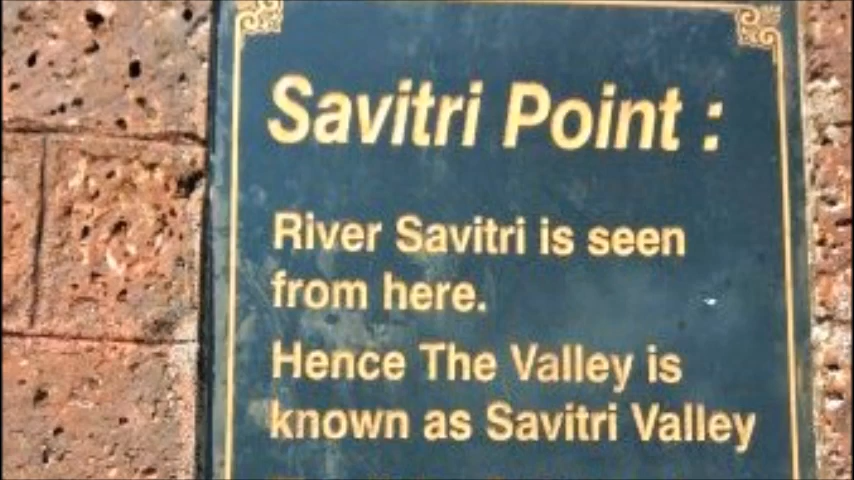 Savitri Point :
River Savitri is seen
from here.
Hence The Valley is
known as Savitri Valley